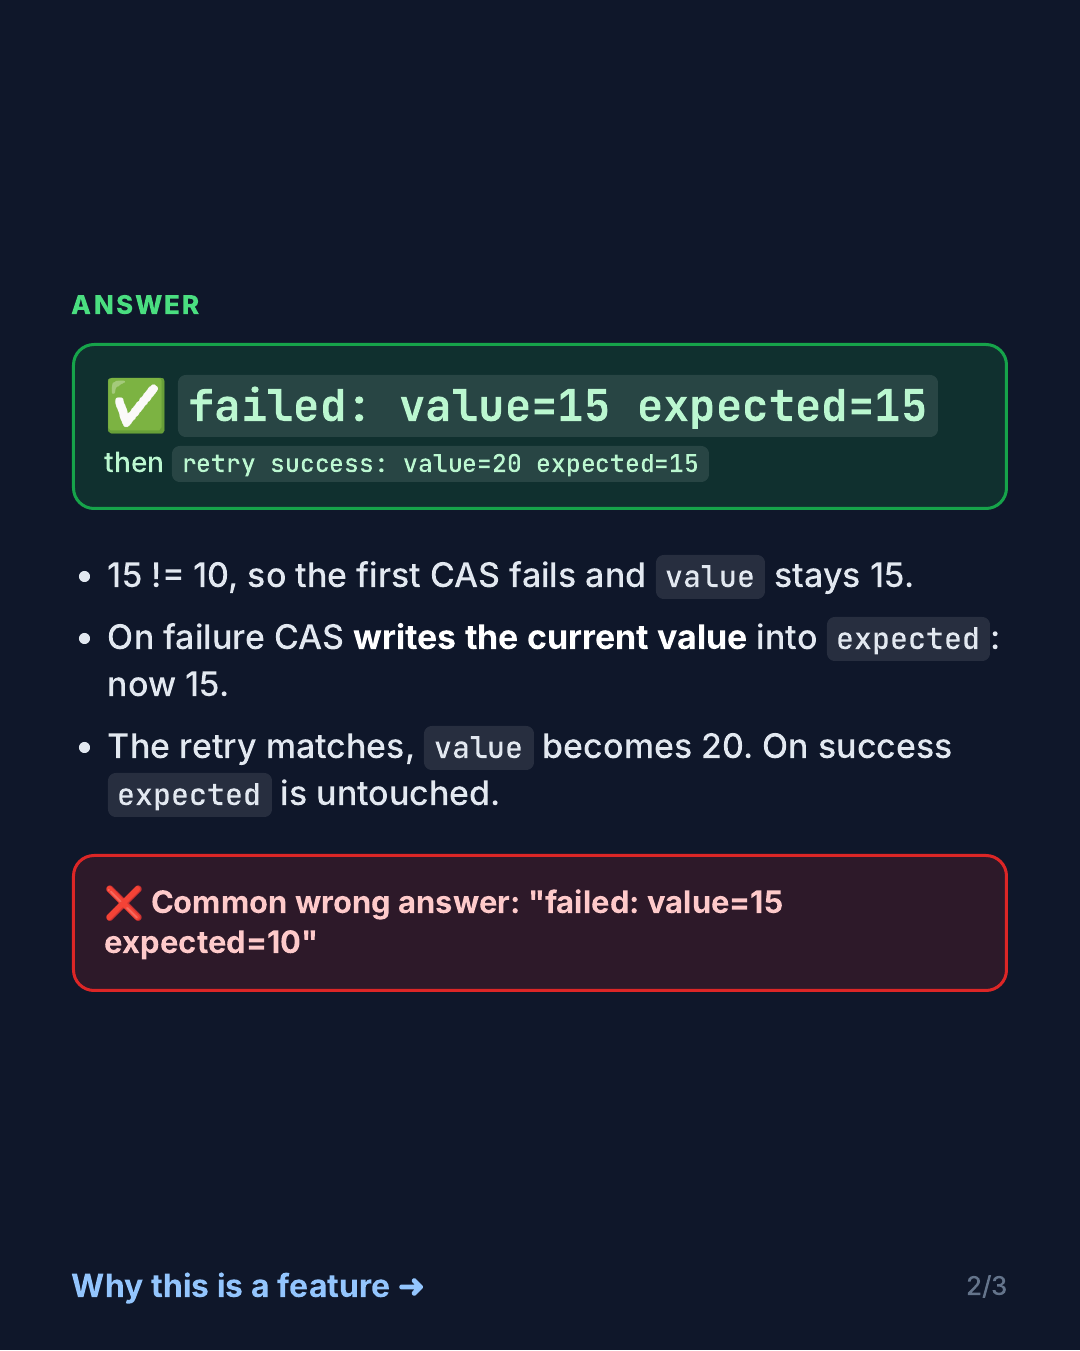 ANSWER
✅ failed: value=15 expected=15
then retry success: value=20 expected=15
• 15 != 10, so the first CAS fails and value stays 15.
• On failure CAS writes the current value into expected:
now 15.
• The retry matches, value becomes 20. On success
expected is untouched.
❌ Common wrong answer: "failed: value=15
expected=10"
Why this is a feature ➜
2/3